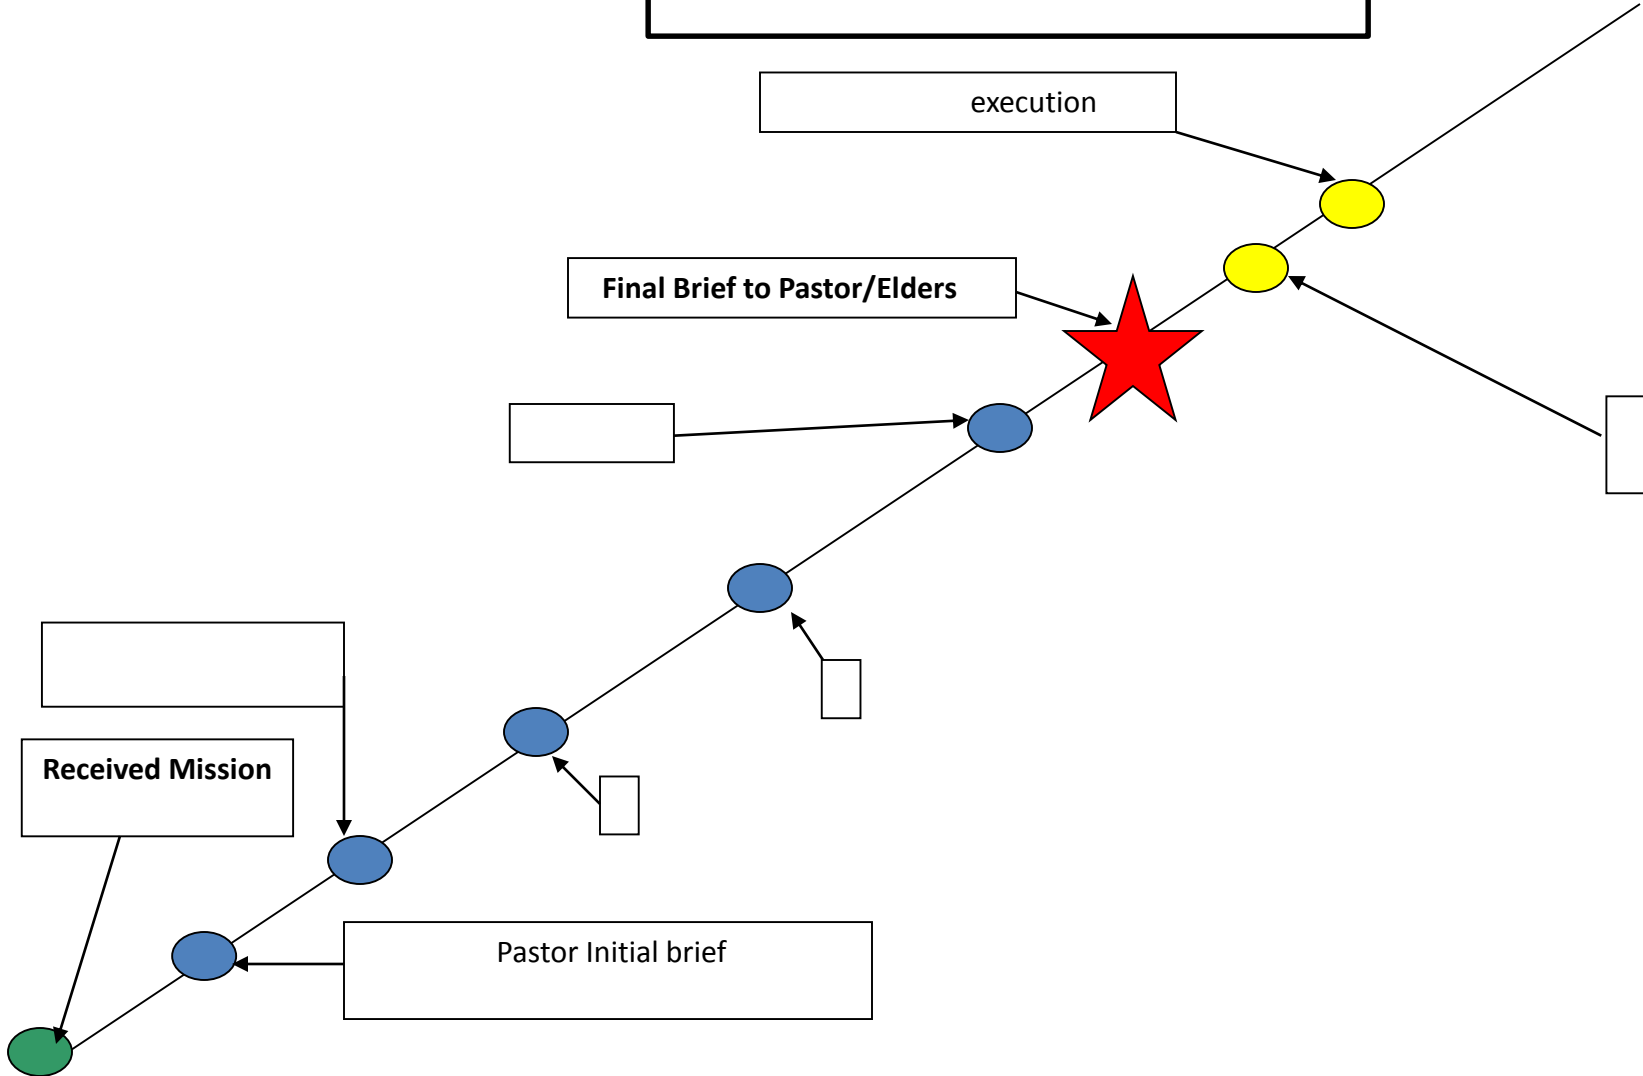 execution
Final Brief to Pastor/Elders
Received Mission
Pastor Initial brief